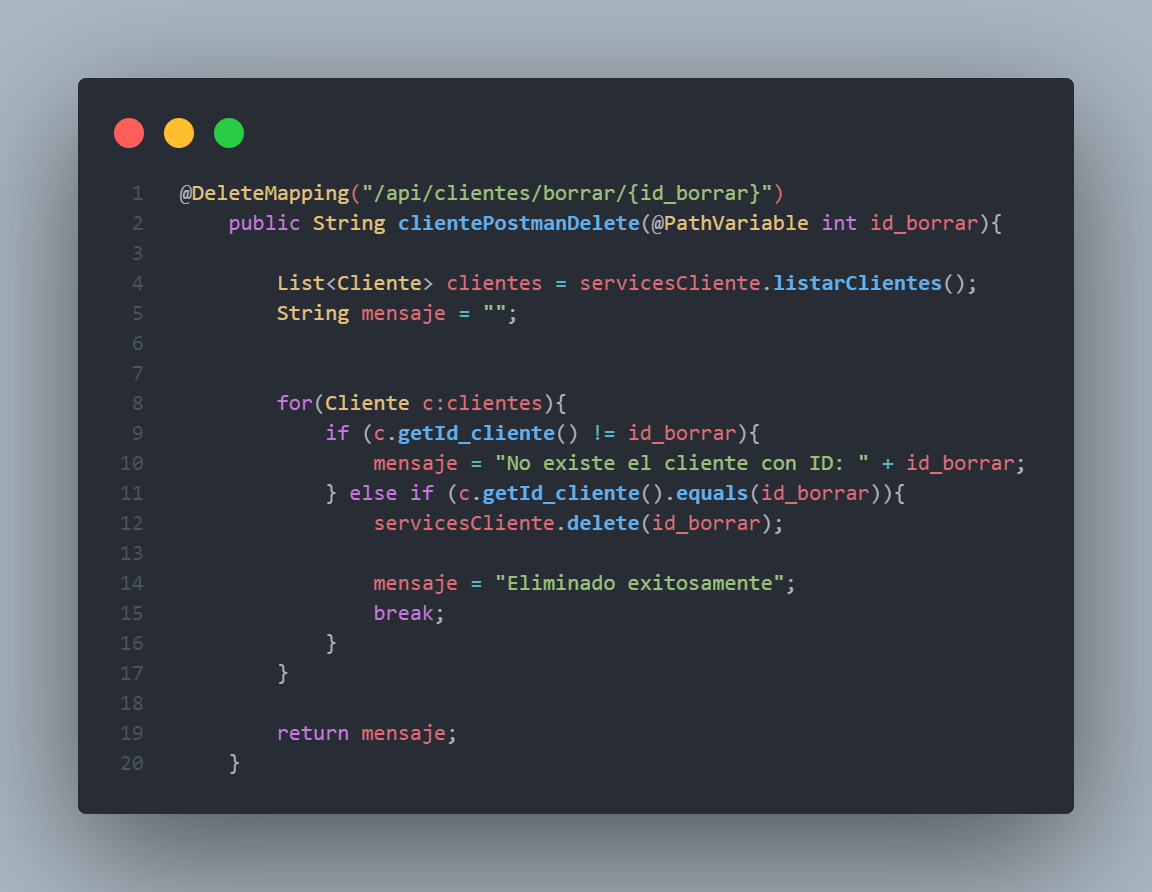 1 @DeleteMapping("/api/clientes/borrar/{id_borrar}")
2     public String clientePostmanDelete(@PathVariable int id_borrar){
3
4         List<Cliente> clientes = servicesCliente.listarClientes();
5         String mensaje = "";
6
7
8         for(Cliente c:clientes){
9             if (c.getId_cliente() != id_borrar){
10                 mensaje = "No existe el cliente con ID: " + id_borrar;
11             } else if (c.getId_cliente().equals(id_borrar)){
12                 servicesCliente.delete(id_borrar);
13
14                 mensaje = "Eliminado exitosamente";
15                 break;
16             }
17         }
18
19         return mensaje;
20     }